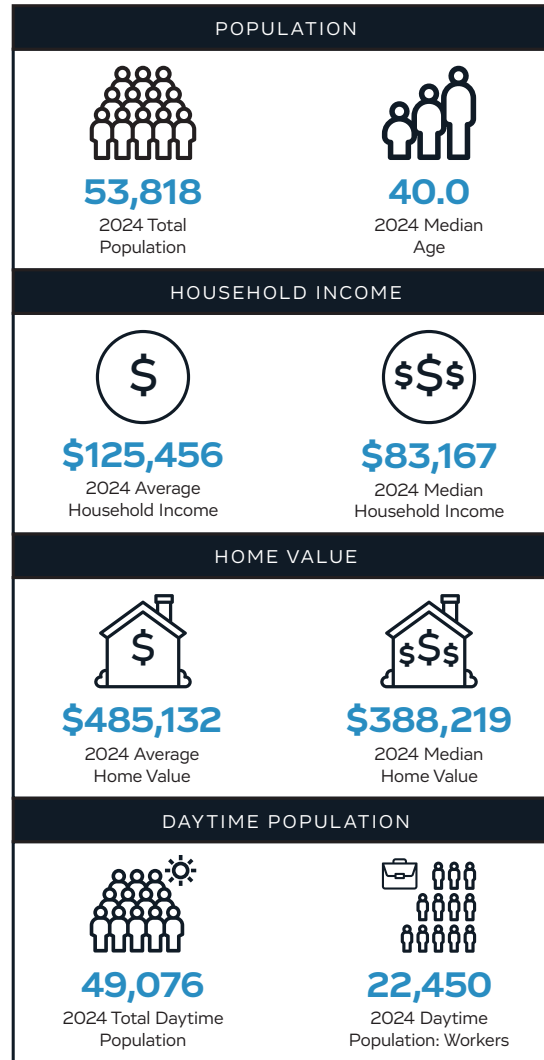 POPULATION
53,818
2024 Total
Population
40.0
2024 Median
Age
HOUSEHOLD INCOME
$
$125,456
2024 Average
Household Income
$$$
$83,167
2024 Median
Household Income
HOME VALUE
$
$485,132
2024 Average
Home Value
$$$
$388,219
2024 Median
Home Value
DAYTIME POPULATION
49,076
2024 Total Daytime
Population
22,450
2024 Daytime
Population: Workers